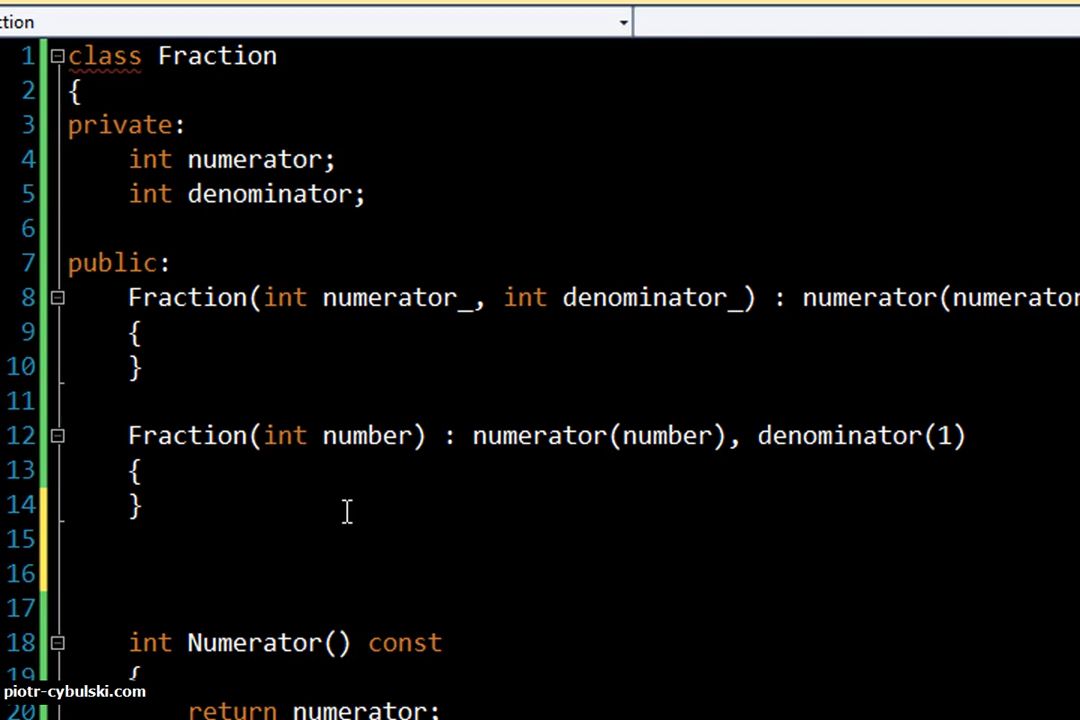 ction
1 class Fraction
2 {
3 private:
4 int numerator;
5 int denominator;
6
7 public:
8 Fraction(int numerator_, int denominator_) : numerator(numerator
9 {
10 }
11
12 Fraction(int number) : numerator(number), denominator(1)
13 {
14 }
15
16
17
18 int Numerator() const
19 {
piotr-cybulski.com
20 return numerator;